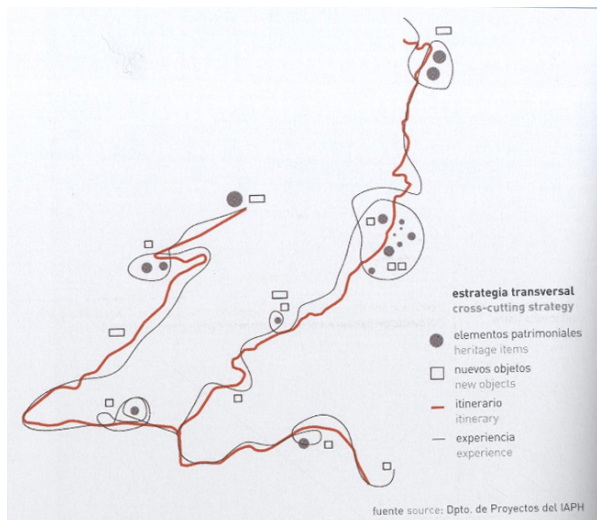 estrategia transversal
cross-cutting strategy
elementos patrimoniales
heritage items
nuevos objetos
new objects
itinerario
itinerary
experiencia
experience
fuente source: Dpto. de Proyectos del IAPH